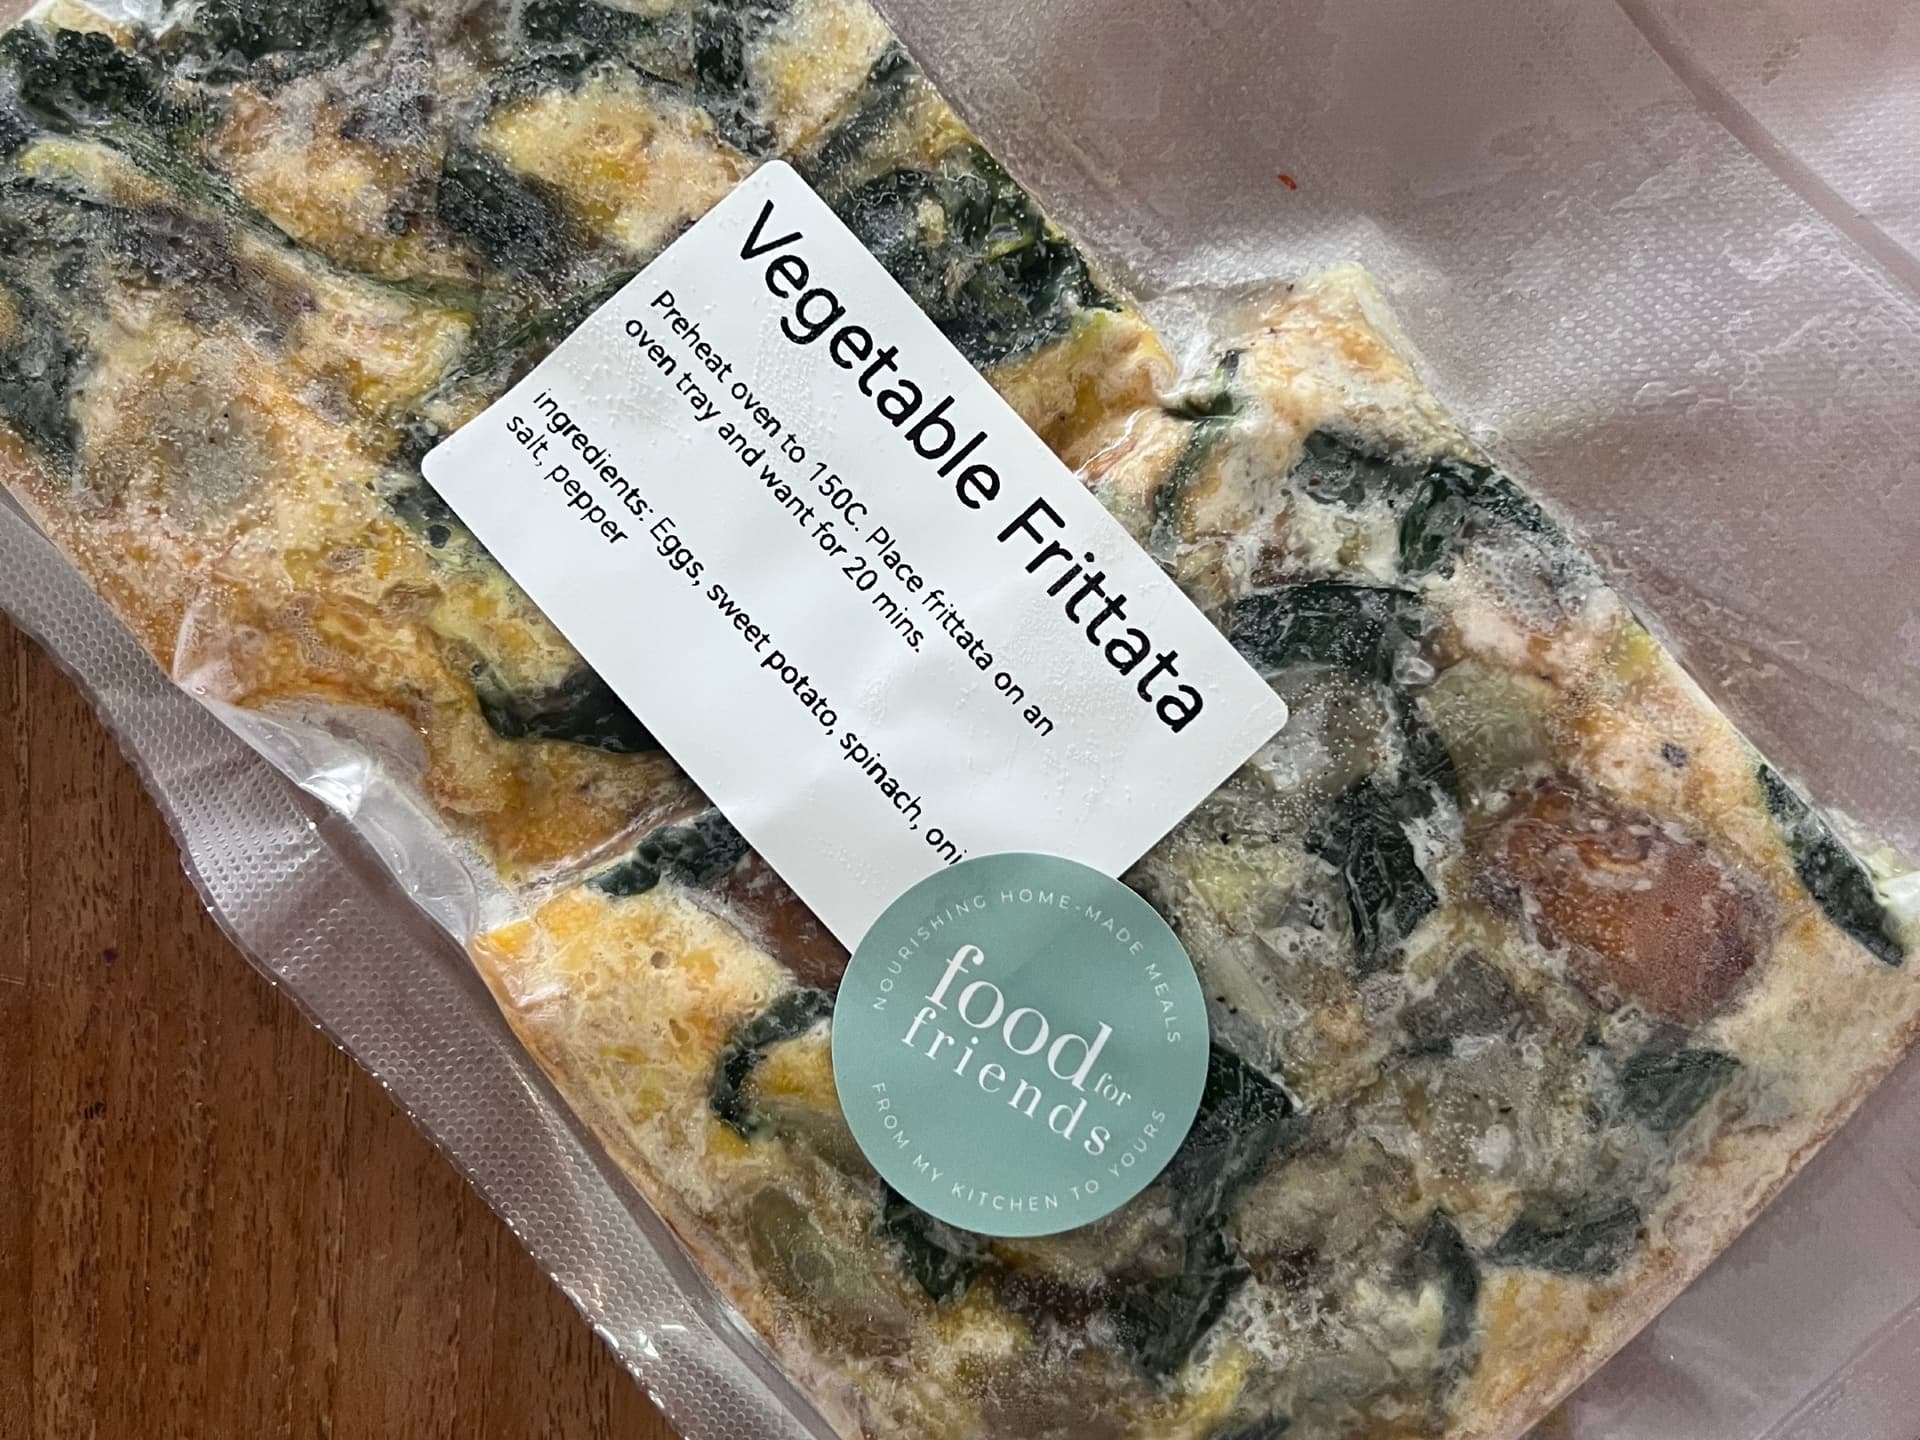 Vegetable Frittata
Preheat oven to 150C. Place frittata on an
oven tray and want for 20 mins.
ingredients: Eggs, sweet potato, spinach, oni
salt, pepper
NOURISHING HOME-MADE MEALS
food for
friends
FROM MY KITCHEN TO YOURS